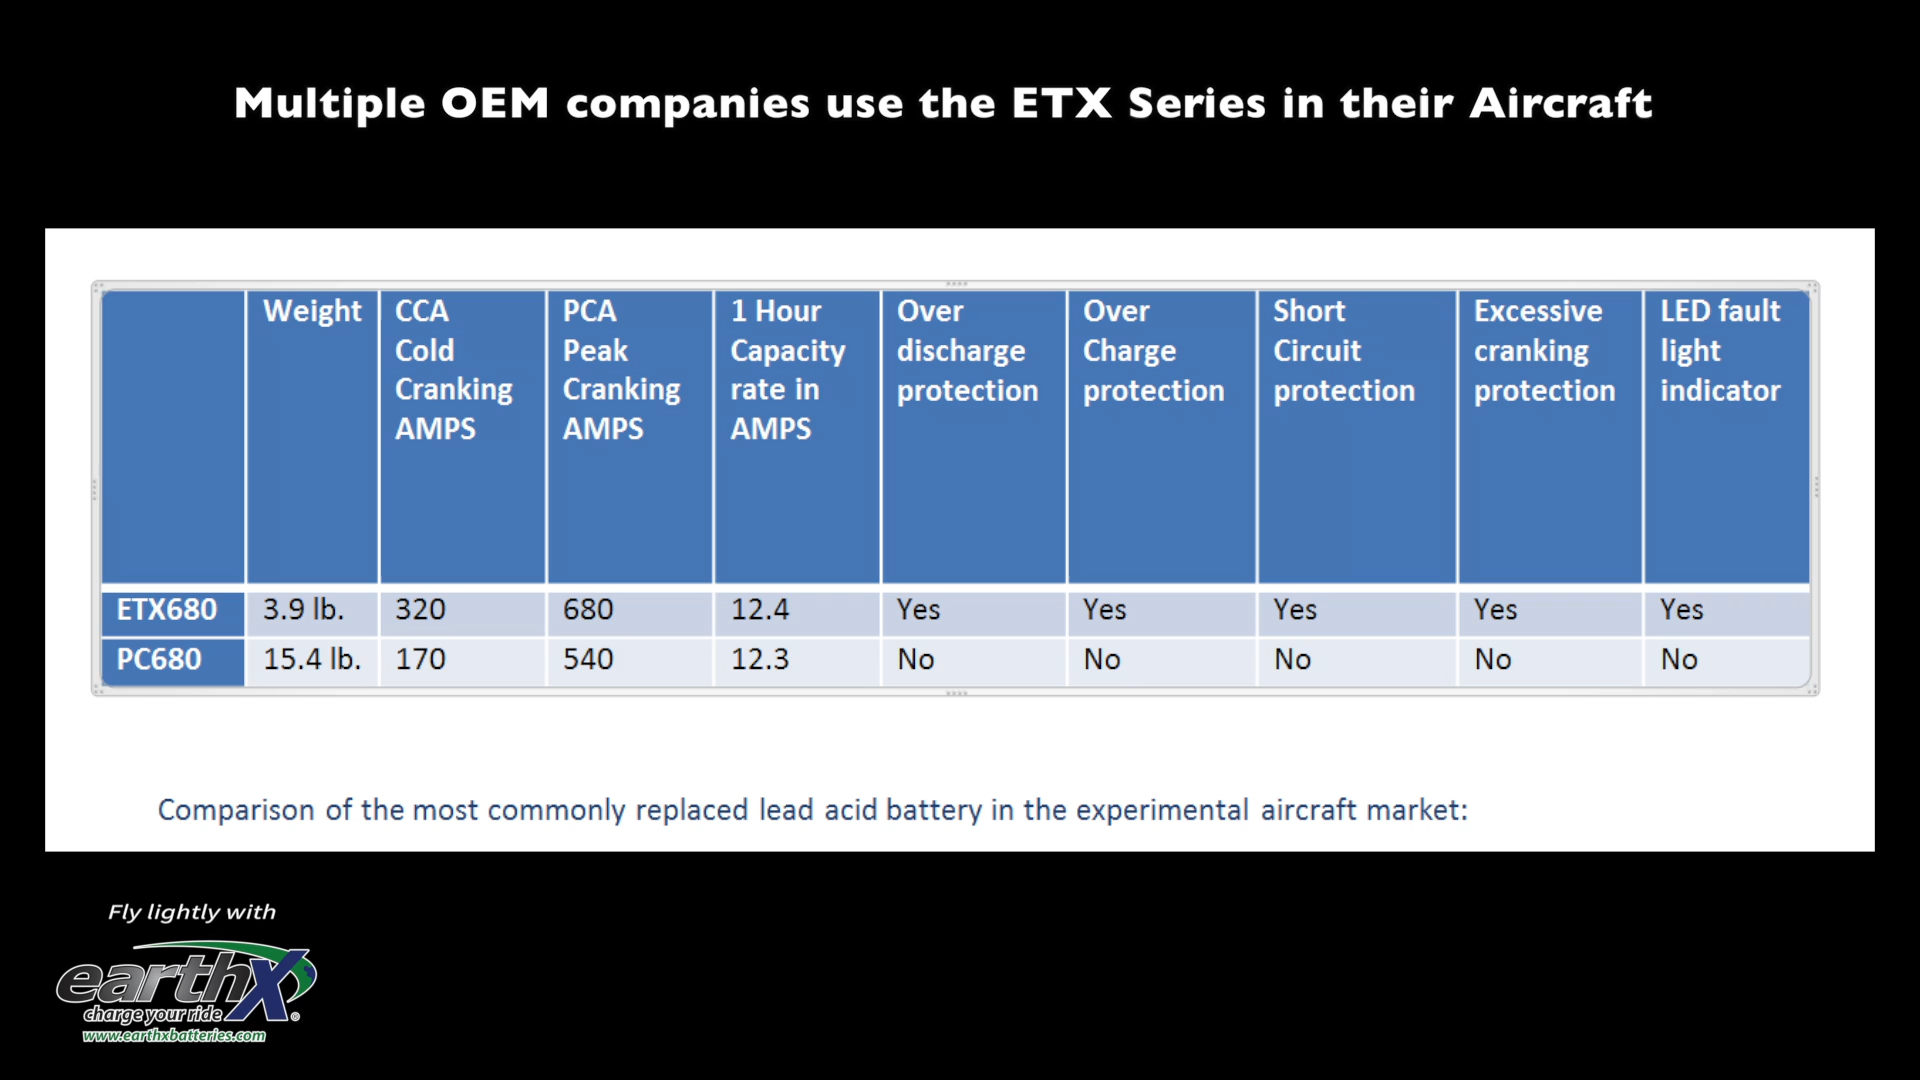 Multiple OEM companies use the ETX Series in their Aircraft
Weight
CCA
Cold
Cranking
AMPS
PCA
Peak
Cranking
AMPS
1 Hour
Capacity
rate in
AMPS
Over
discharge
protection
Over
Charge
protection
Short
Circuit
protection
Excessive
cranking
protection
LED fault
light
indicator
ETX680 3.9 lb. 320 680 12.4 Yes Yes Yes Yes Yes
PC680 15.4 lb. 170 540 12.3 No No No No No
Comparison of the most commonly replaced lead acid battery in the experimental aircraft market:
Fly lightly with
earthX®
charge your ride
www.earthxbatteries.com